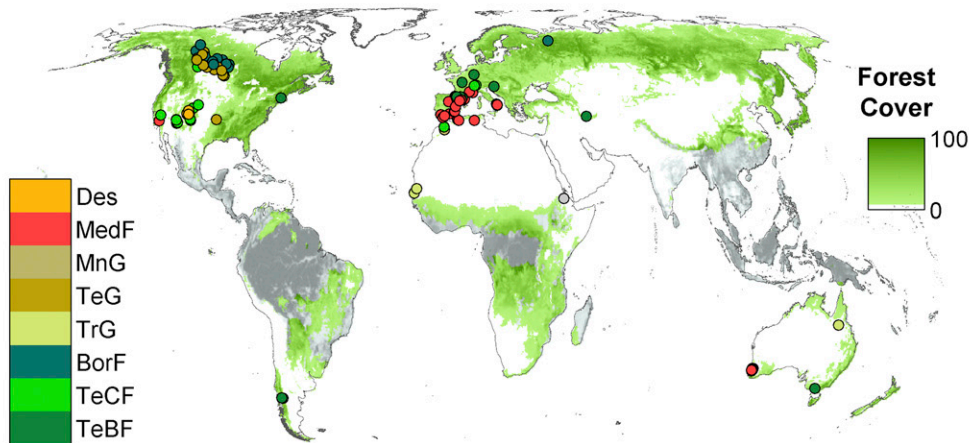 Forest
Cover
100
0
Des
MedF
MnG
TeG
TrG
BorF
TeCF
TeBF